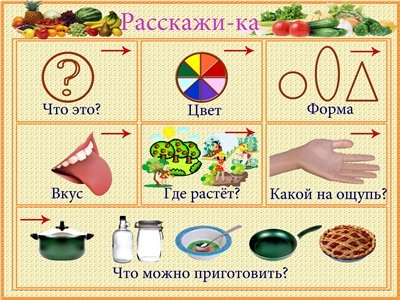 Расскажи-ка
Что это?
Цвет
Форма
Вкус
Где растёт?
Какой на ощупь?
Что можно приготовить?